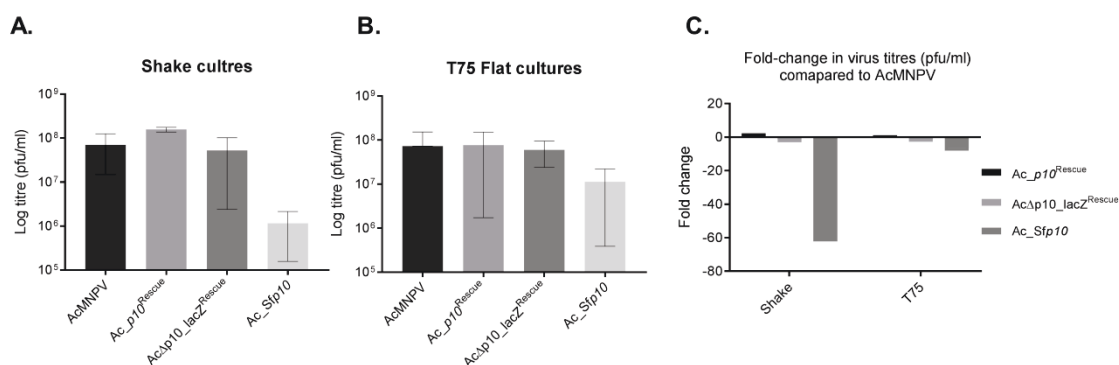 A.
Shake cultres
10⁹
10⁸
10⁷
10⁶
10⁵
Log titre (pfu/ml)
AcMNPV
Ac_p10ᴿᵉˢᶜᵘᵉ
AcΔp10_lacZᴿᵉˢᶜᵘᵉ
Ac_Sfp10
B.
T75 Flat cultures
10⁹
10⁸
10⁷
10⁶
10⁵
Log titre (pfu/ml)
AcMNPV
Ac_p10ᴿᵉˢᶜᵘᵉ
AcΔp10_lacZᴿᵉˢᶜᵘᵉ
Ac_Sfp10
C.
Fold-change in virus titres (pfu/ml)
comapared to AcMNPV
20
0
-20
-40
-60
-80
Fold change
Shake
T75
Ac_p10ᴿᵉˢᶜᵘᵉ
AcΔp10_lacZᴿᵉˢᶜᵘᵉ
Ac_Sfp10